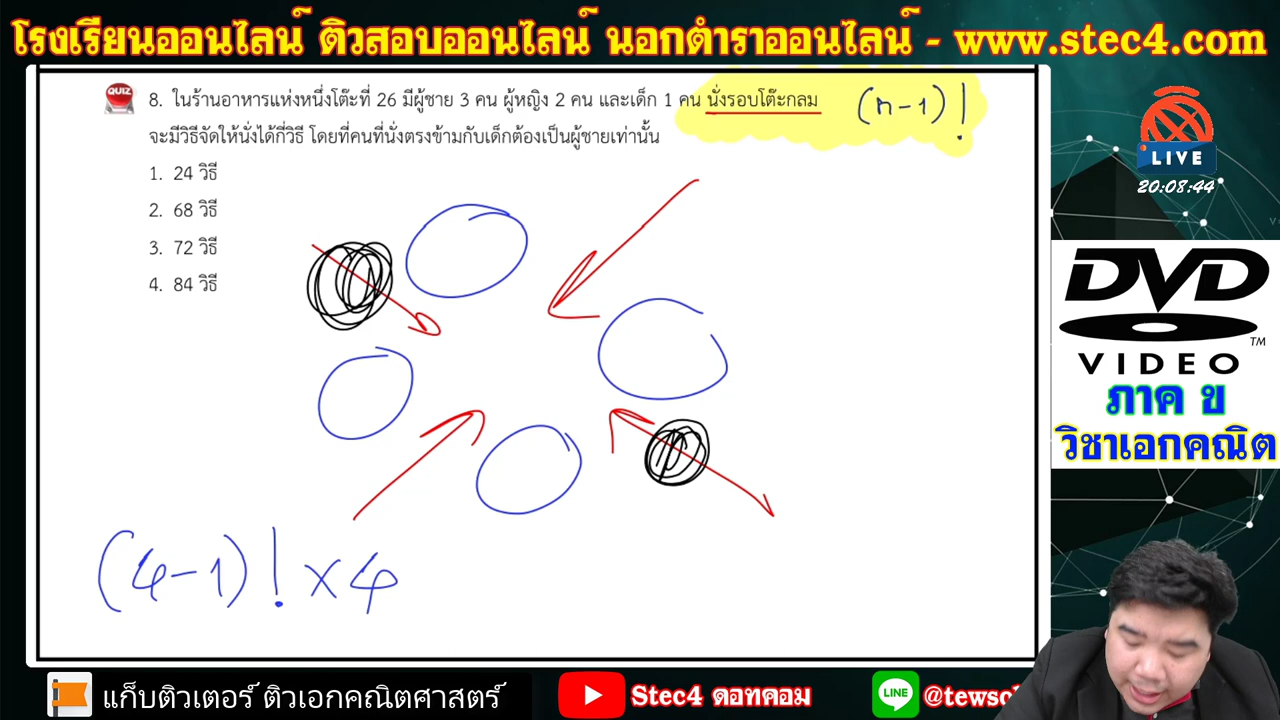 โรงเรียนออนไลน์ ติวสอบออนไลน์ นอกตำราออนไลน์ - www.stec4.com
QUIZ
8. ในร้านอาหารแห่งหนึ่งโต๊ะที่ 26 มีผู้ชาย 3 คน ผู้หญิง 2 คน และเด็ก 1 คน นั่งรอบโต๊ะกลม (n-1)!
จะมีวิธีจัดให้นั่งได้กี่วิธี โดยที่คนที่นั่งตรงข้ามกับเด็กต้องเป็นผู้ชายเท่านั้น
1. 24 วิธี
2. 68 วิธี
3. 72 วิธี
4. 84 วิธี
(4-1)! x 4
LIVE
20:08:44
DVD
TM
VIDEO
ภาค ข
วิชาเอกคณิต
แก็บติวเตอร์ ติวเอกคณิตศาสตร์
Stec4 ดอทคอม
LINE